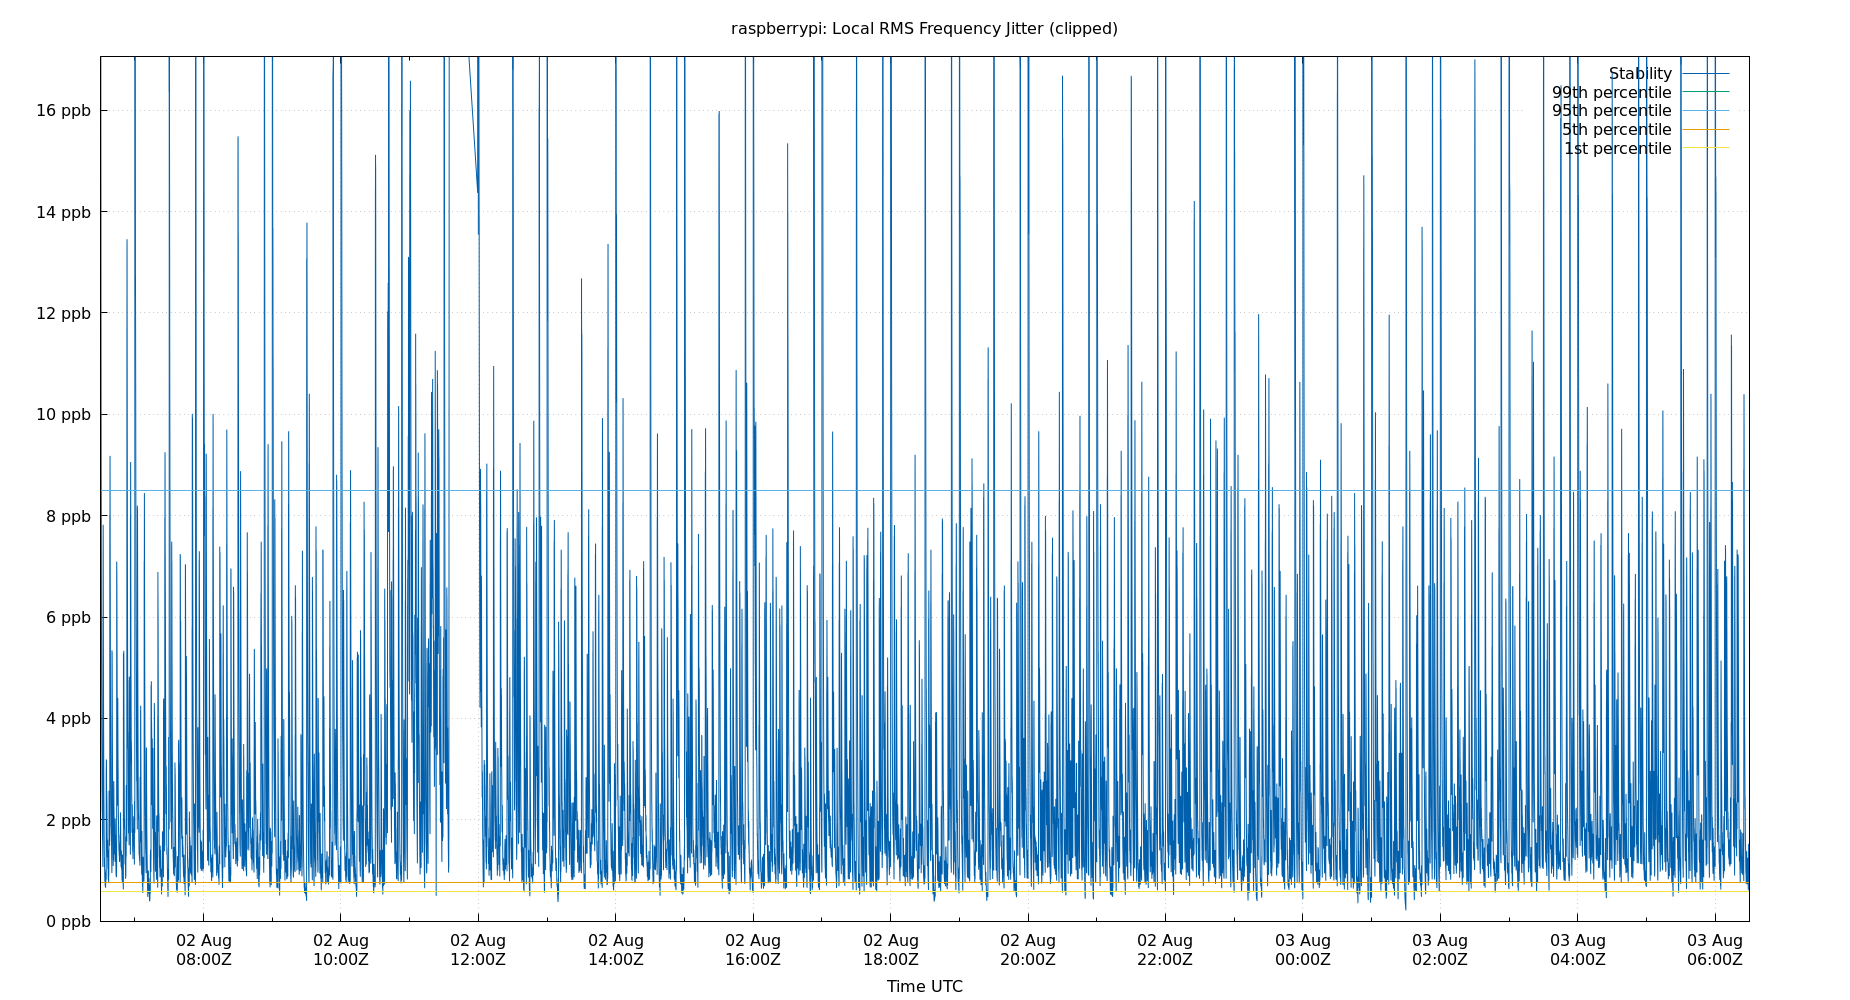 raspberrypi: Local RMS Frequency Jitter (clipped)
Stability
99th percentile
95th percentile
5th percentile
1st percentile
16 ppb
14 ppb
12 ppb
10 ppb
8 ppb
6 ppb
4 ppb
2 ppb
0 ppb
02 Aug 02 Aug 02 Aug 02 Aug 02 Aug 02 Aug 02 Aug 02 Aug 03 Aug 03 Aug 03 Aug 03 Aug
08:00Z 10:00Z 12:00Z 14:00Z 16:00Z 18:00Z 20:00Z 22:00Z 00:00Z 02:00Z 04:00Z 06:00Z
Time UTC